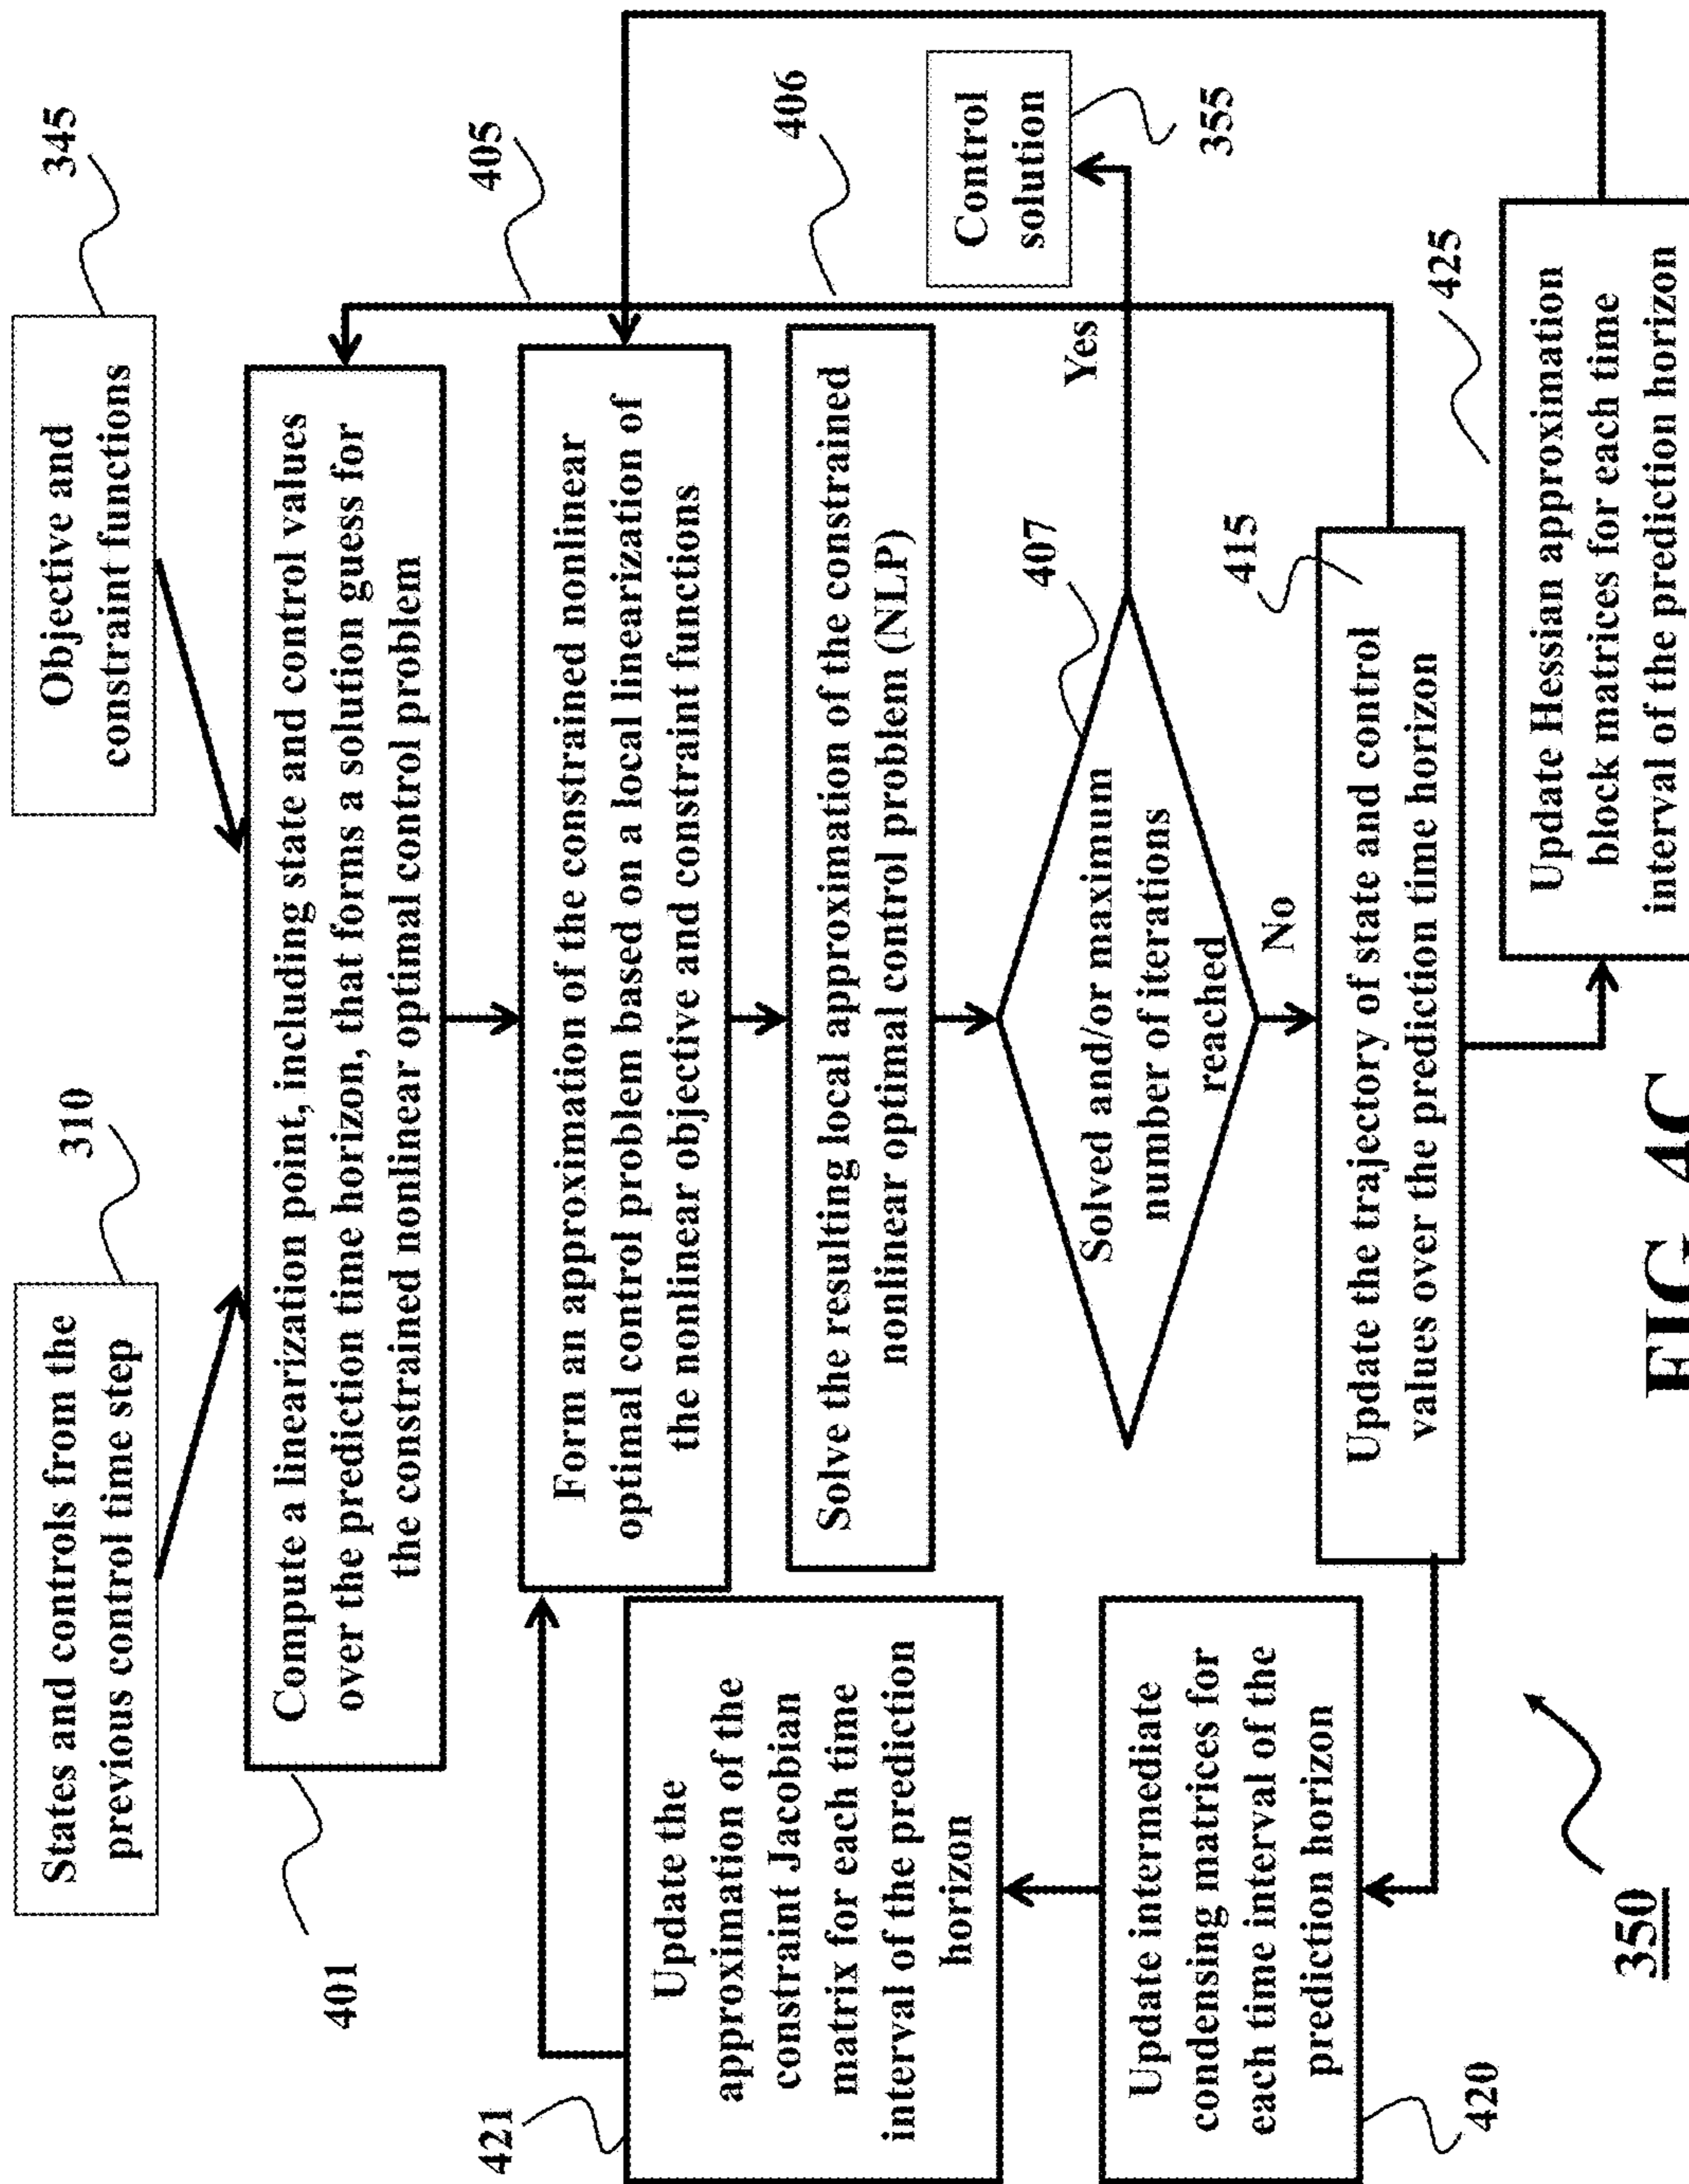 States and controls from the
previous control time step
310
Objective and
constraint functions
345
401
Compute a linearization point, including state and control values
over the prediction time horizon, that forms a solution guess for
the constrained nonlinear optimal control problem
405
Form an approximation of the constrained nonlinear
optimal control problem based on a local linearization of
the nonlinear objective and constraint functions
406
Solve the resulting local approximation of the constrained
nonlinear optimal control problem (NLP)
421
Update the
approximation of the
constraint Jacobian
matrix for each time
interval of the prediction
horizon
Control
solution
355
407
Solved and/or maximum
number of iterations
reached
Yes
No
415
Update the trajectory of state and control
values over the prediction time horizon
Update intermediate
condensing matrices for
each time interval of the
prediction horizon
420
425
Update Hessian approximation
block matrices for each time
interval of the prediction horizon
350
FIG. 4C